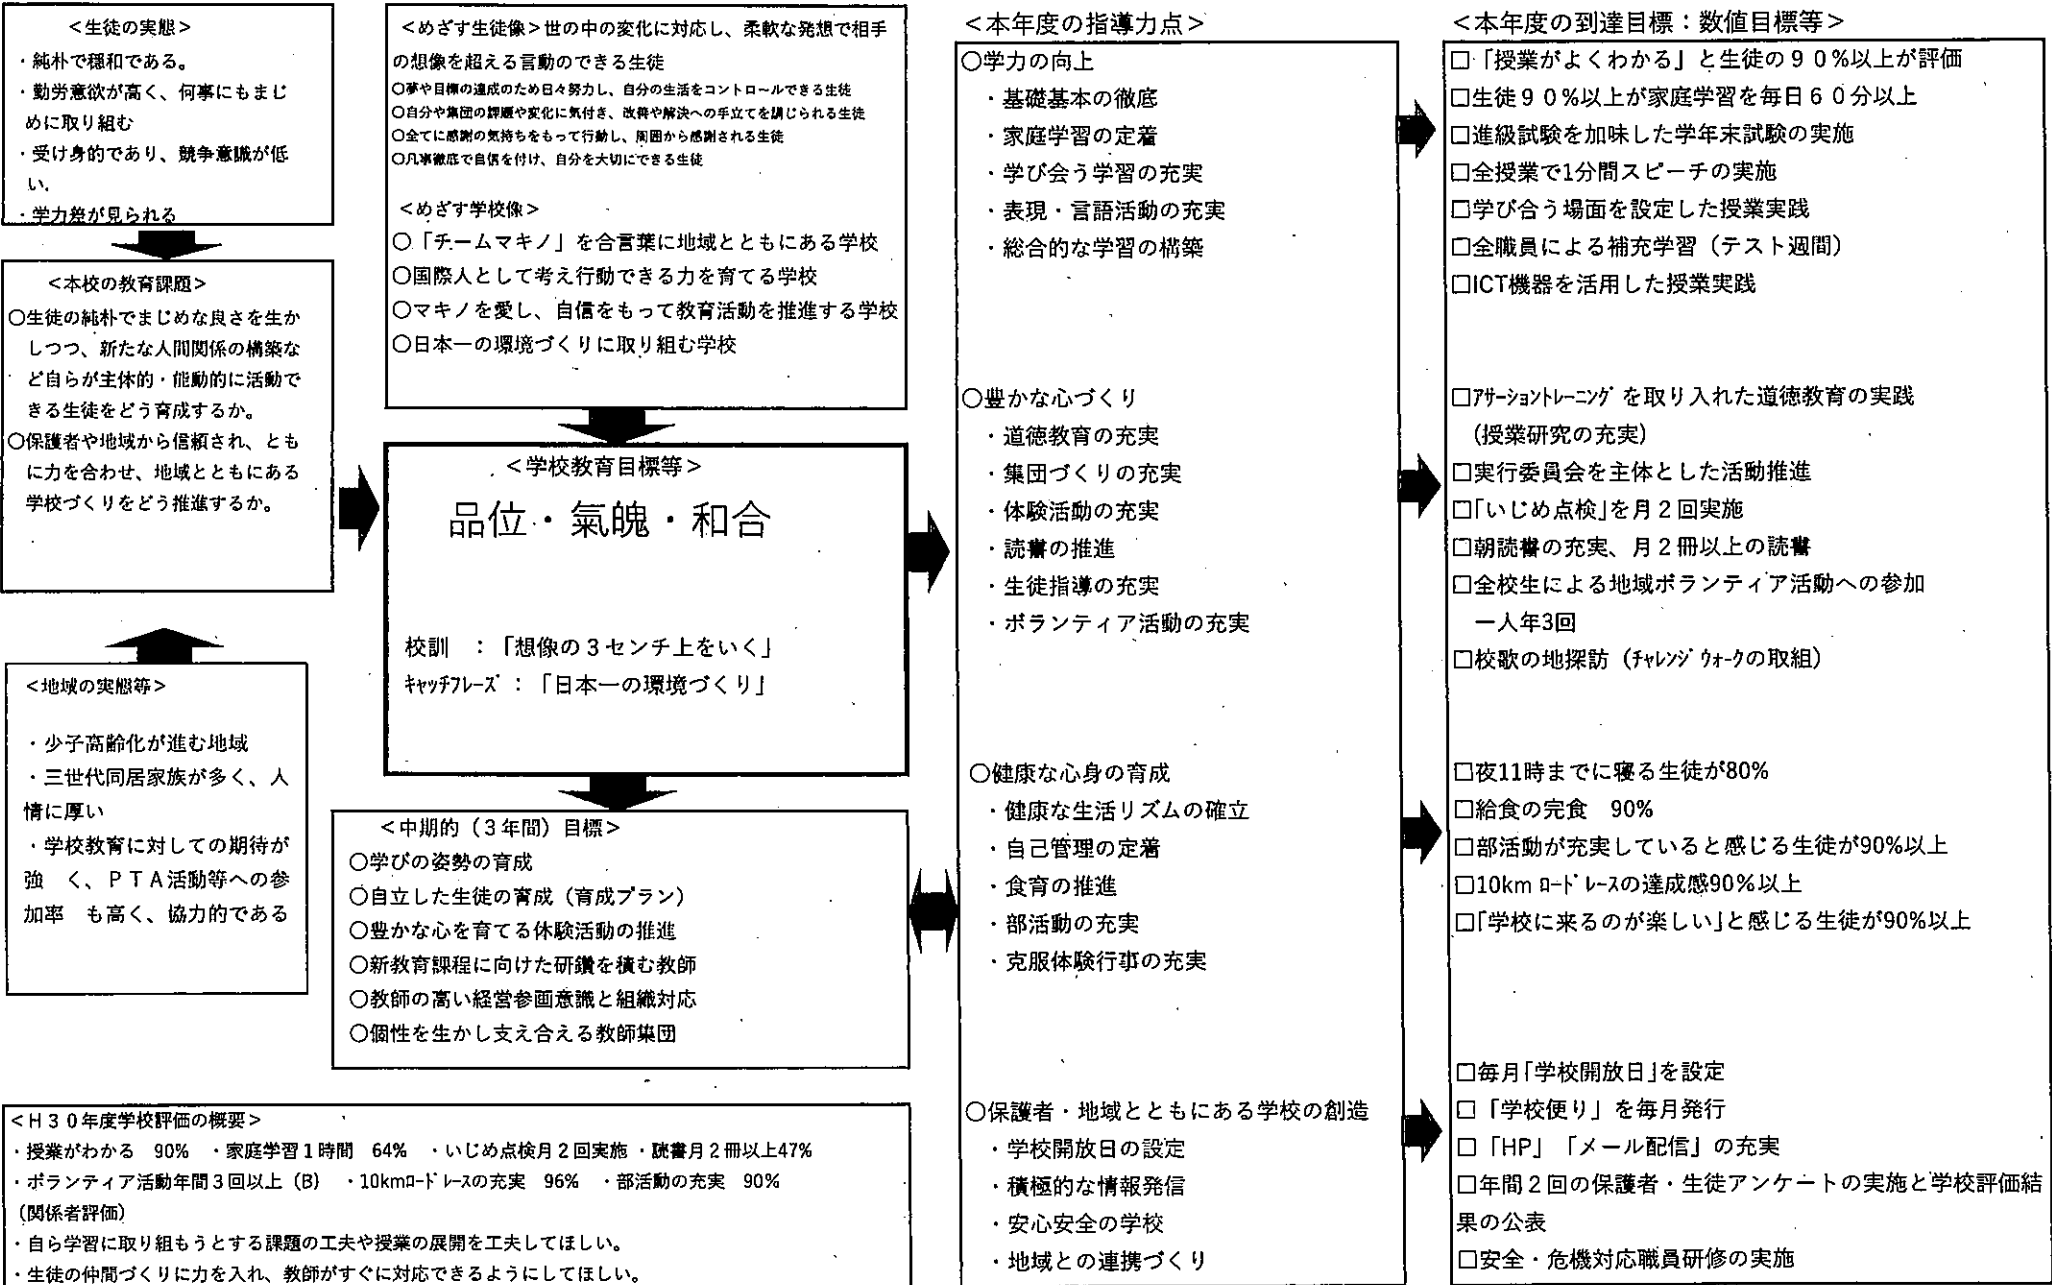 ＜生徒の実態＞
・純朴で穏和である。
・勤労意欲が高く、何事にもまじ
めに取り組む
・受け身的であり、競争意識が低
い。
・学力差が見られる
＜本校の教育課題＞
○生徒の純朴でまじめな良さを生か
しつつ、新たな人間関係の構築な
ど自らが主体的・能動的に活動で
きる生徒をどう育成するか。
○保護者や地域から信頼され、とも
に力を合わせ、地域とともにある
学校づくりをどう推進するか。
＜地域の実態等＞
・少子高齢化が進む地域
・三世代同居家族が多く、人
情に厚い
・学校教育に対しての期待が
強　く、ＰＴＡ活動等への参
加率　も高く、協力的である
＜めざす生徒像＞世の中の変化に対応し、柔軟な発想で相手
の想像を超える言動のできる生徒
○夢や目標の達成のため日々努力し、自分の生活をコントロールできる生徒
○自分や集団の課題や変化に気付き、改善や解決への手立てを講じられる生徒
○全てに感謝の気持ちをもって行動し、周囲から感謝される生徒
○凡事徹底で自信を付け、自分を大切にできる生徒
＜めざす学校像＞
○「チームマキノ」を合言葉に地域とともにある学校
○国際人として考え行動できる力を育てる学校
○マキノを愛し、自信をもって教育活動を推進する学校
○日本一の環境づくりに取り組む学校
＜学校教育目標等＞
品位・氣魄・和合
校訓　：「想像の３センチ上をいく」
ｷｬｯﾁﾌﾚｰｽﾞ：「日本一の環境づくり」
＜中期的（３年間）目標＞
○学びの姿勢の育成
○自立した生徒の育成（育成プラン）
○豊かな心を育てる体験活動の推進
○新教育課程に向けた研鑽を積む教師
○教師の高い経営参画意識と組織対応
○個性を生かし支え合える教師集団
＜Ｈ３０年度学校評価の概要＞
・授業がわかる　90%　・家庭学習１時間　64%　・いじめ点検月２回実施・読書月２冊以上47%
・ボランティア活動年間３回以上（B）　・10kmﾛｰﾄﾞﾚｰｽの充実　96%　・部活動の充実　90%
（関係者評価）
・自ら学習に取り組もうとする課題の工夫や授業の展開を工夫してほしい。
・生徒の仲間づくりに力を入れ、教師がすぐに対応できるようにしてほしい。
＜本年度の指導力点＞
○学力の向上
・基礎基本の徹底
・家庭学習の定着
・学び会う学習の充実
・表現・言語活動の充実
・総合的な学習の構築
○豊かな心づくり
・道徳教育の充実
・集団づくりの充実
・体験活動の充実
・読書の推進
・生徒指導の充実
・ボランティア活動の充実
○健康な心身の育成
・健康な生活リズムの確立
・自己管理の定着
・食育の推進
・部活動の充実
・克服体験行事の充実
○保護者・地域とともにある学校の創造
・学校開放日の設定
・積極的な情報発信
・安心安全の学校
・地域との連携づくり
＜本年度の到達目標：数値目標等＞
□「授業がよくわかる」と生徒の９０%以上が評価
□生徒９０%以上が家庭学習を毎日６０分以上
□進級試験を加味した学年末試験の実施
□全授業で1分間スピーチの実施
□学び合う場面を設定した授業実践
□全職員による補充学習（テスト週間）
□ICT機器を活用した授業実践
□ｱｻｰｼｮﾝﾄﾚｰﾆﾝｸﾞを取り入れた道徳教育の実践
（授業研究の充実）
□実行委員会を主体とした活動推進
□｢いじめ点検｣を月２回実施
□朝読書の充実、月２冊以上の読書
□全校生による地域ボランティア活動への参加
一人年3回
□校歌の地探訪（ﾁｬﾚﾝｼﾞｳｫｰｸの取組）
□夜11時までに寝る生徒が80%
□給食の完食　90%
□部活動が充実していると感じる生徒が90%以上
□10kmﾛｰﾄﾞﾚｰｽの達成感90%以上
□｢学校に来るのが楽しい｣と感じる生徒が90%以上
□毎月｢学校開放日｣を設定
□「学校便り」を毎月発行
□「HP」「メール配信」の充実
□年間２回の保護者・生徒アンケートの実施と学校評価結
果の公表
□安全・危機対応職員研修の実施